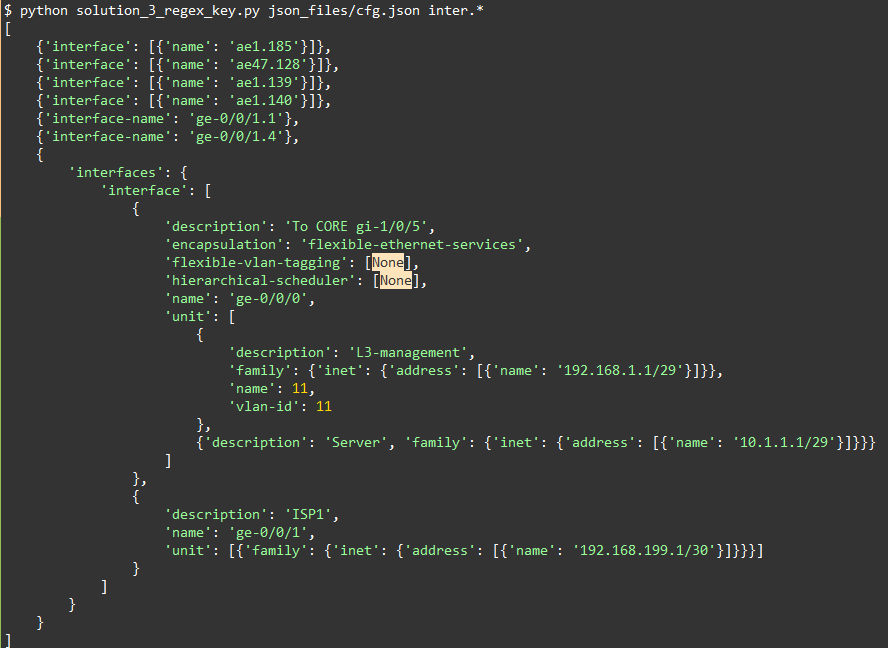 $ python solution_3_regex_key.py json_files/cfg.json inter.*
[
    {'interface': [{'name': 'ae1.185'}]},
    {'interface': [{'name': 'ae47.128'}]},
    {'interface': [{'name': 'ae1.139'}]},
    {'interface': [{'name': 'ae1.140'}]},
    {'interface-name': 'ge-0/0/1.1'},
    {'interface-name': 'ge-0/0/1.4'},
    {
        'interfaces': {
            'interface': [
                {
                    'description': 'To CORE gi-1/0/5',
                    'encapsulation': 'flexible-ethernet-services',
                    'flexible-vlan-tagging': [None],
                    'hierarchical-scheduler': [None],
                    'name': 'ge-0/0/0',
                    'unit': [
                        {
                            'description': 'L3-management',
                            'family': {'inet': {'address': [{'name': '192.168.1.1/29'}]}},
                            'name': 11,
                            'vlan-id': 11
                        },
                        {'description': 'Server', 'family': {'inet': {'address': [{'name': '10.1.1.1/29'}]}}}
                    ]
                },
                {
                    'description': 'ISP1',
                    'name': 'ge-0/0/1',
                    'unit': [{'family': {'inet': {'address': [{'name': '192.168.199.1/30'}]}}}]
                }
            ]
        }
    }
]